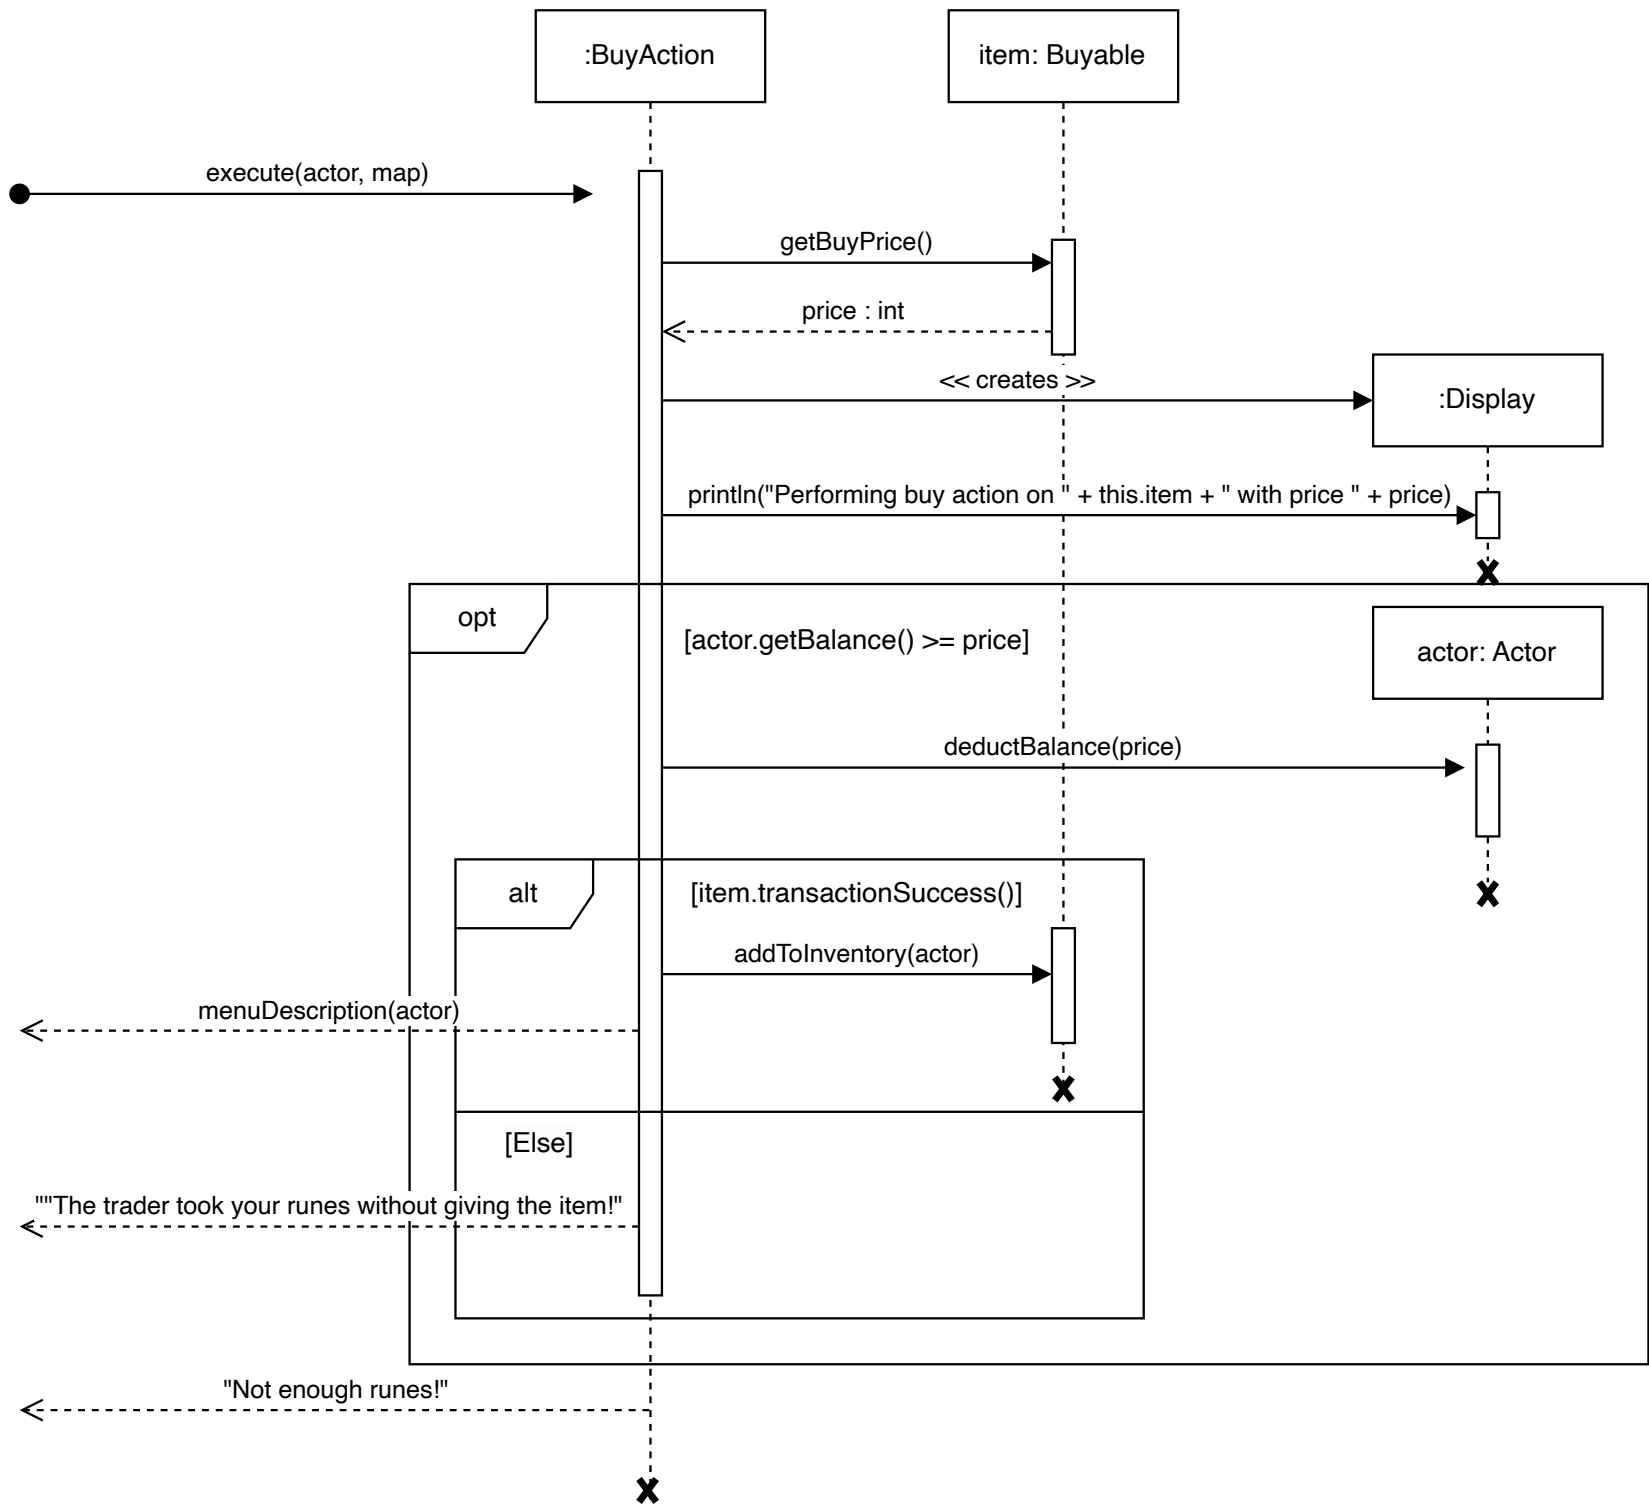 :BuyAction
item: Buyable
execute(actor, map)
getBuyPrice()
price : int
<< creates >>
:Display
println("Performing buy action on " + this.item + " with price " + price)
opt
[actor.getBalance() >= price]
actor: Actor
deductBalance(price)
alt
[item.transactionSuccess()]
addToInventory(actor)
menuDescription(actor)
[Else]
""The trader took your runes without giving the item!"
"Not enough runes!"